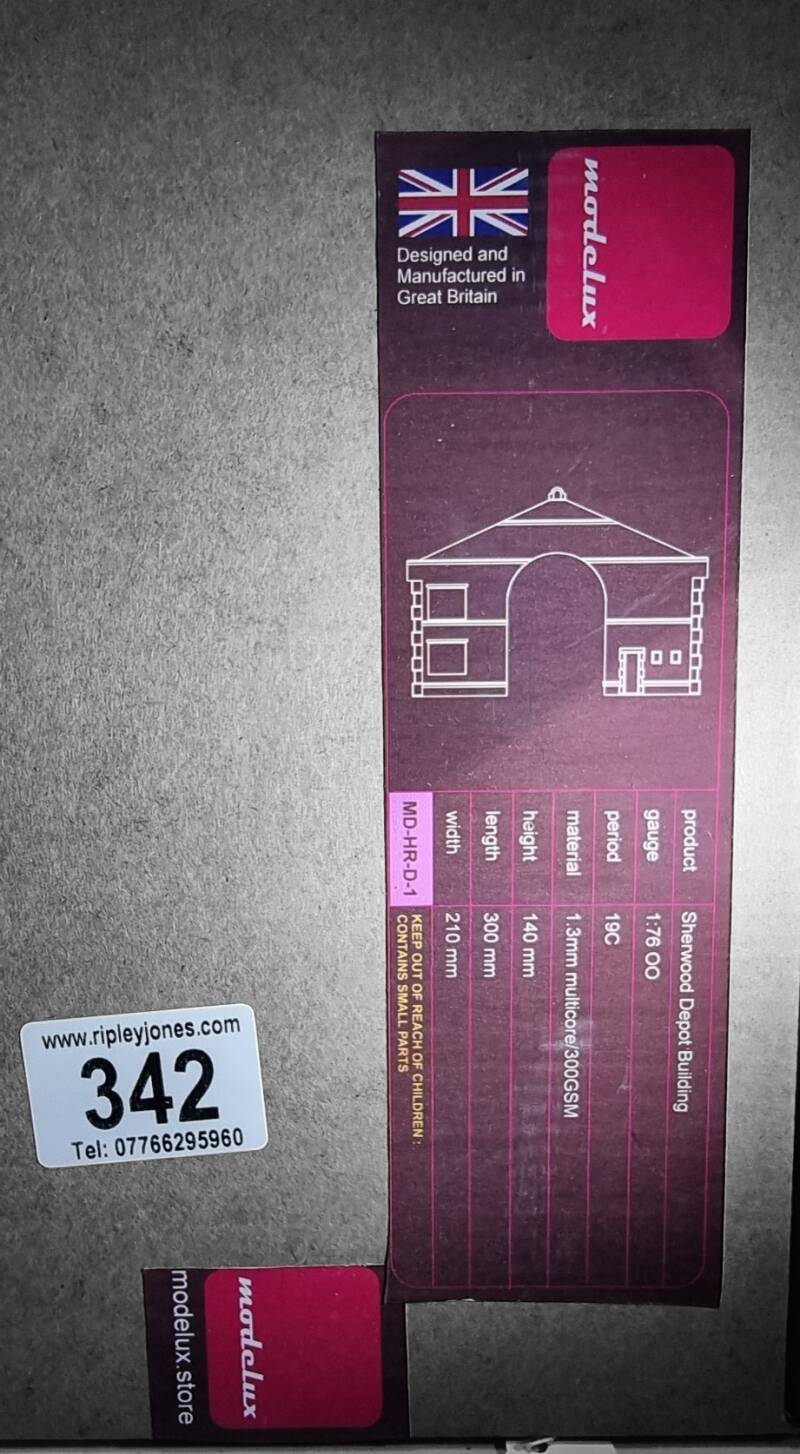 modelux
Designed and
Manufactured in
Great Britain
product Sherwood Depot Building
gauge 1:76 OO
period 19C
material 1.3mm multicore/300GSM
height 140 mm
length 300 mm
width 210 mm
MD-HR-D-1
KEEP OUT OF REACH OF CHILDREN :
CONTAINS SMALL PARTS
www.ripleyjones.com
342
Tel: 07766295960
modelux
modelux.store